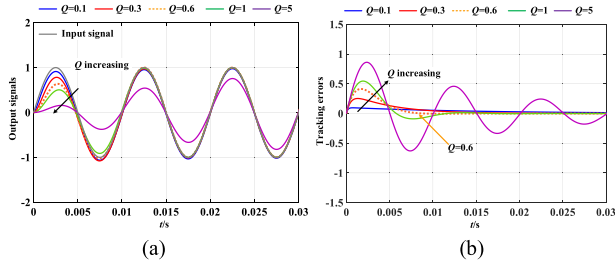 Q=0.1 Q=0.3 Q=0.6 Q=1 Q=5
Input signal
Q increasing
Output signals
2
1
0
-1
-2
0 0.005 0.01 0.015 0.02 0.025 0.03
t/s
(a)
Q=0.1 Q=0.3 Q=0.6 Q=1 Q=5
Q increasing
Q=0.6
Tracking errors
1.5
1
0.5
0
-0.5
-1
0 0.005 0.01 0.015 0.02 0.025 0.03
t/s
(b)